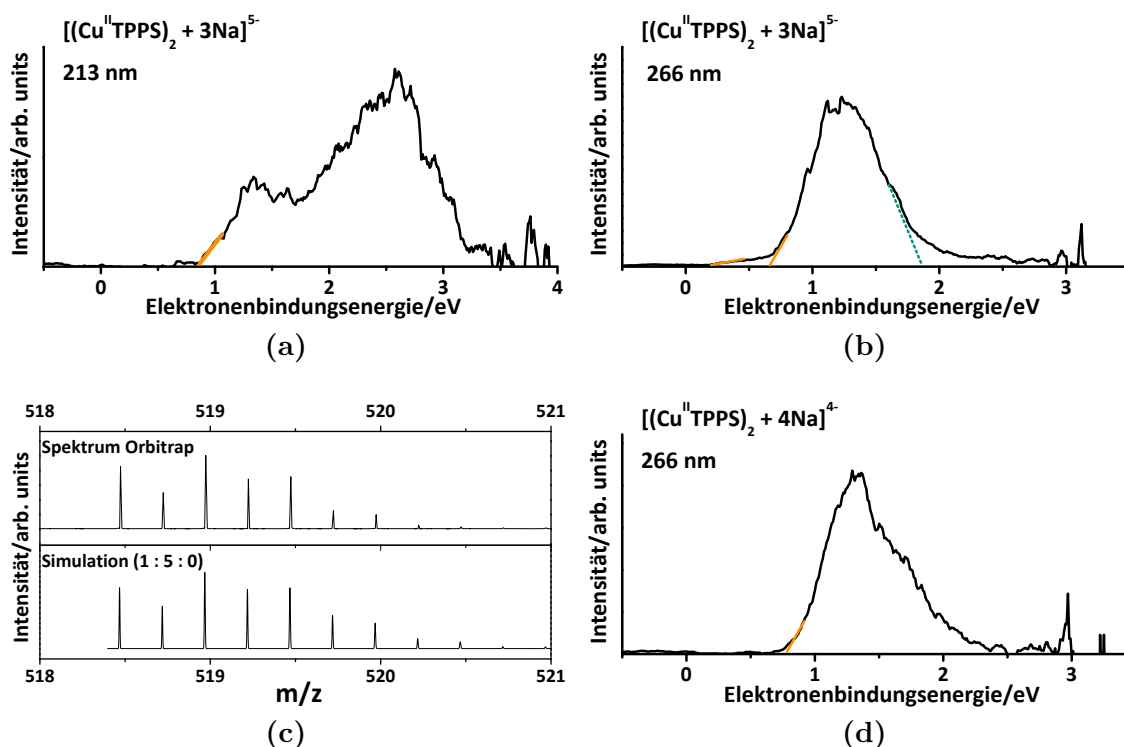 [(Cu^II TPPS)_2 + 3Na]^5-
213 nm
Intensität/arb. units
0 1 2 3 4
Elektronenbindungsenergie/eV
(a)
[(Cu^II TPPS)_2 + 3Na]^5-
266 nm
Intensität/arb. units
0 1 2 3
Elektronenbindungsenergie/eV
(b)
518 519 520 521
Spektrum Orbitrap
Simulation (1 : 5 : 0)
Intensität/arb. units
518 519 520 521
m/z
(c)
[(Cu^II TPPS)_2 + 4Na]^4-
266 nm
Intensität/arb. units
0 1 2 3
Elektronenbindungsenergie/eV
(d)